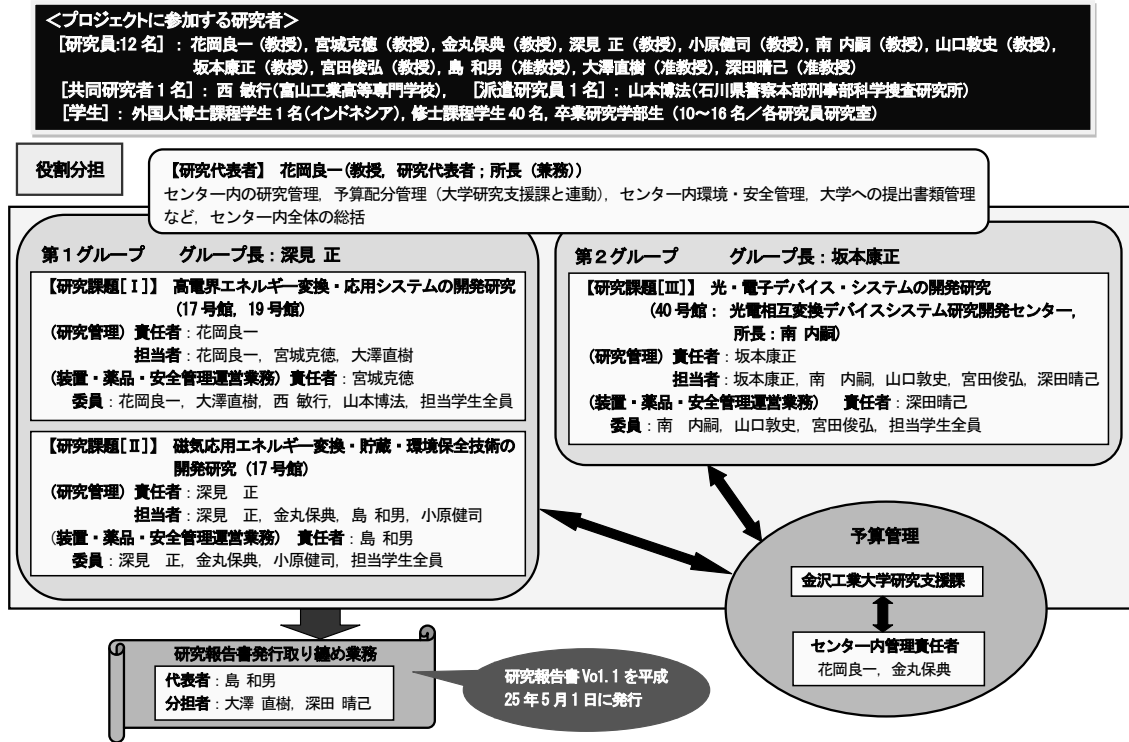 ＜プロジェクトに参加する研究者＞
［研究員:12 名］： 花岡良一（教授）, 宮城克徳（教授）, 金丸保典（教授）, 深見 正（教授）, 小原健司（教授）, 南 内嗣（教授）, 山口敦史（教授）,
坂本康正（教授）, 宮田俊弘（教授）, 島 和男（准教授）, 大澤直樹（准教授）, 深田晴己（准教授）
［共同研究者 1 名］： 西 敏行（富山工業高等専門学校）, ［派遣研究員 1 名］： 山本博法（石川県警察本部刑事部科学捜査研究所）
［学生］： 外国人博士課程学生 1 名（インドネシア）, 修士課程学生 40 名, 卒業研究学部生（10～16 名／各研究員研究室）
役割分担
【研究代表者】 花岡良一（教授, 研究代表者；所長（兼務））
センター内の研究管理, 予算配分管理（大学研究支援課と連動）, センター内環境・安全管理, 大学への提出書類管理
など, センター内全体の総括
第１グループ グループ長：深見 正
【研究課題[Ⅰ]】 高電界エネルギー変換・応用システムの開発研究
（17 号館, 19 号館）
（研究管理）責任者：花岡良一
担当者：花岡良一, 宮城克徳, 大澤直樹
（装置・薬品・安全管理運営業務）責任者：宮城克徳
委員：花岡良一, 大澤直樹, 西 敏行, 山本博法, 担当学生全員
【研究課題[Ⅱ]】 磁気応用エネルギー変換・貯蔵・環境保全技術の
開発研究（17 号館）
（研究管理）責任者：深見 正
担当者：深見 正, 金丸保典, 島 和男, 小原健司
（装置・薬品・安全管理運営業務）責任者：島 和男
委員：深見 正, 金丸保典, 小原健司, 担当学生全員
第２グループ グループ長：坂本康正
【研究課題[Ⅲ]】 光・電子デバイス・システムの開発研究
（40 号館： 光電相互変換デバイスシステム研究開発センター,
所長：南 内嗣）
（研究管理）責任者：坂本康正
担当者：坂本康正, 南 内嗣, 山口敦史, 宮田俊弘, 深田晴己
（装置・薬品・安全管理運営業務） 責任者：深田晴己
委員：南 内嗣, 山口敦史, 宮田俊弘, 担当学生全員
予算管理
金沢工業大学研究支援課
センター内管理責任者
花岡良一, 金丸保典
研究報告書発行取り纏め業務
代表者：島 和男
分担者：大澤 直樹, 深田 晴己
研究報告書 Vol. 1 を平成
25 年 5 月 1 日に発行